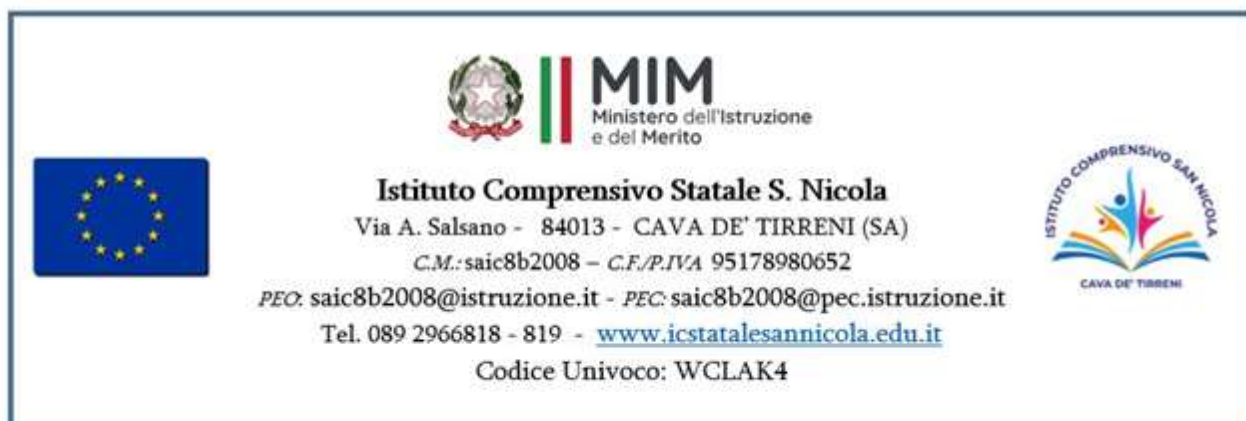 MIM
Ministero dell'Istruzione
e del Merito
Istituto Comprensivo Statale S. Nicola
Via A. Salsano - 84013 - CAVA DE' TIRRENI (SA)
C.M.: saic8b2008 – C.F./P.IVA 95178980652
PEO: saic8b2008@istruzione.it - PEC: saic8b2008@pec.istruzione.it
Tel. 089 2966818 - 819 - www.icstatalesannicola.edu.it
Codice Univoco: WCLAK4
ISTITUTO COMPRENSIVO SAN NICOLA
CAVA DE' TIRRENI